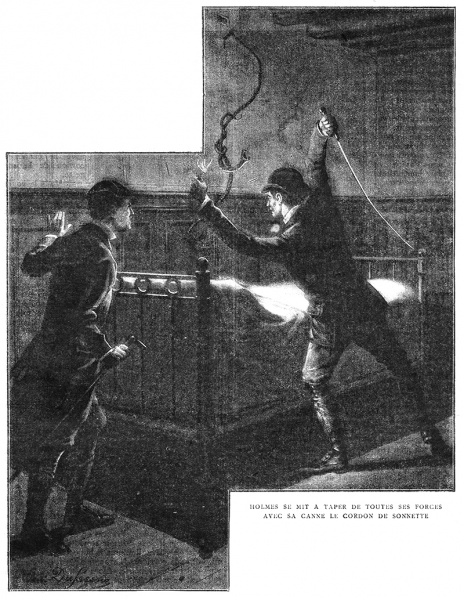 HOLMES SE MIT A TAPER DE TOUTES SES FORCES
AVEC SA CANNE LE CORDON DE SONNETTE